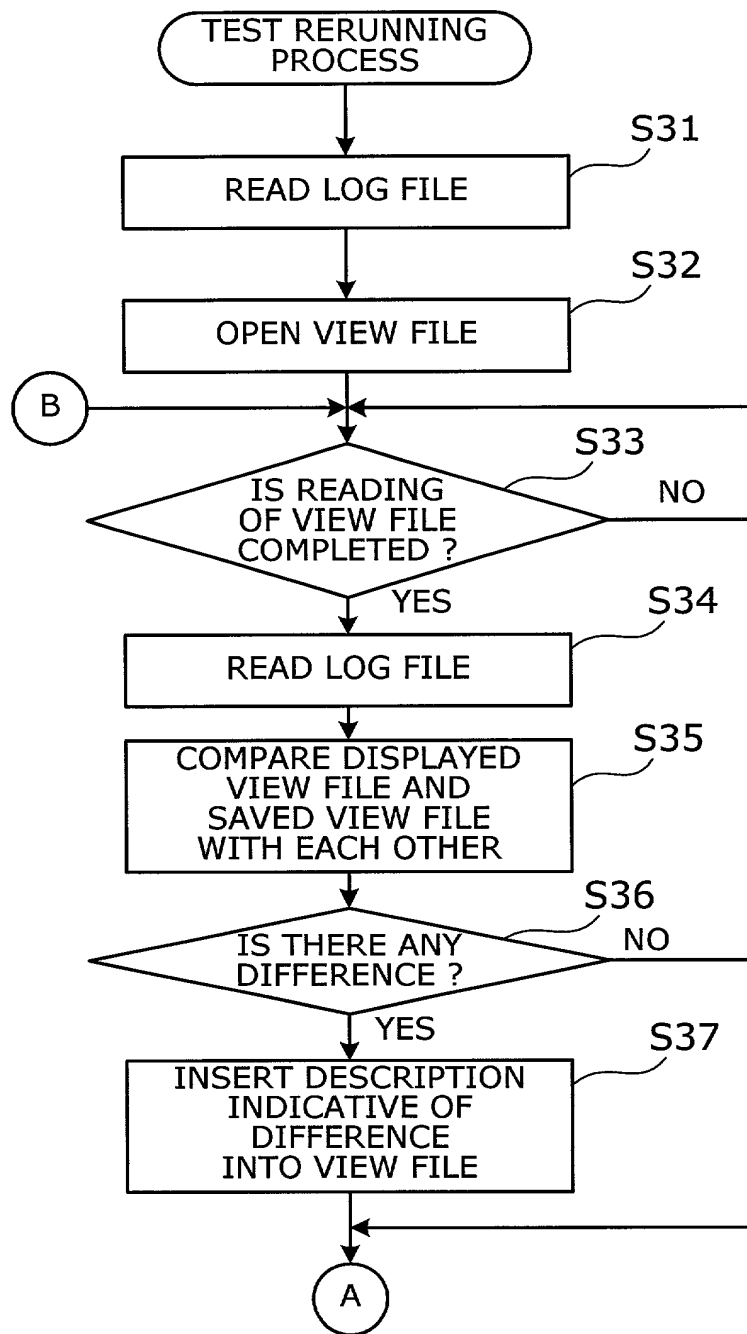 TEST RERUNNING
PROCESS
S31
READ LOG FILE
S32
OPEN VIEW FILE
B
S33
IS READING
OF VIEW FILE
COMPLETED ?
NO
YES
S34
READ LOG FILE
S35
COMPARE DISPLAYED
VIEW FILE AND
SAVED VIEW FILE
WITH EACH OTHER
S36
IS THERE ANY
DIFFERENCE ?
NO
YES
S37
INSERT DESCRIPTION
INDICATIVE OF
DIFFERENCE
INTO VIEW FILE
A